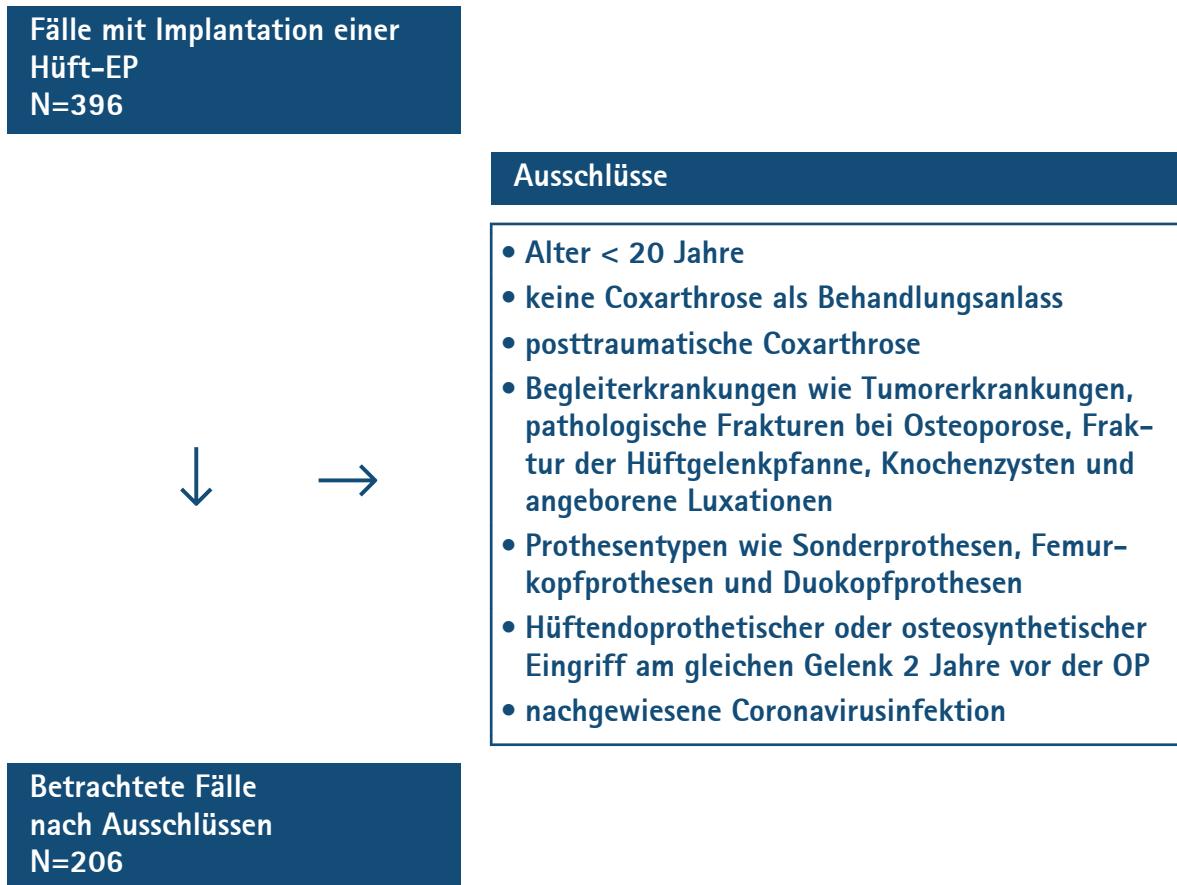 Fälle mit Implantation einer
Hüft-EP
N=396
Ausschlüsse
• Alter < 20 Jahre
• keine Coxarthrose als Behandlungsanlass
• posttraumatische Coxarthrose
• Begleiterkrankungen wie Tumorerkrankungen,
pathologische Frakturen bei Osteoporose, Frak-
tur der Hüftgelenkpfanne, Knochenzysten und
angeborene Luxationen
• Prothesentypen wie Sonderprothesen, Femur-
kopfprothesen und Duokopfprothesen
• Hüftendoprothetischer oder osteosynthetischer
Eingriff am gleichen Gelenk 2 Jahre vor der OP
• nachgewiesene Coronavirusinfektion
Betrachtete Fälle
nach Ausschlüssen
N=206